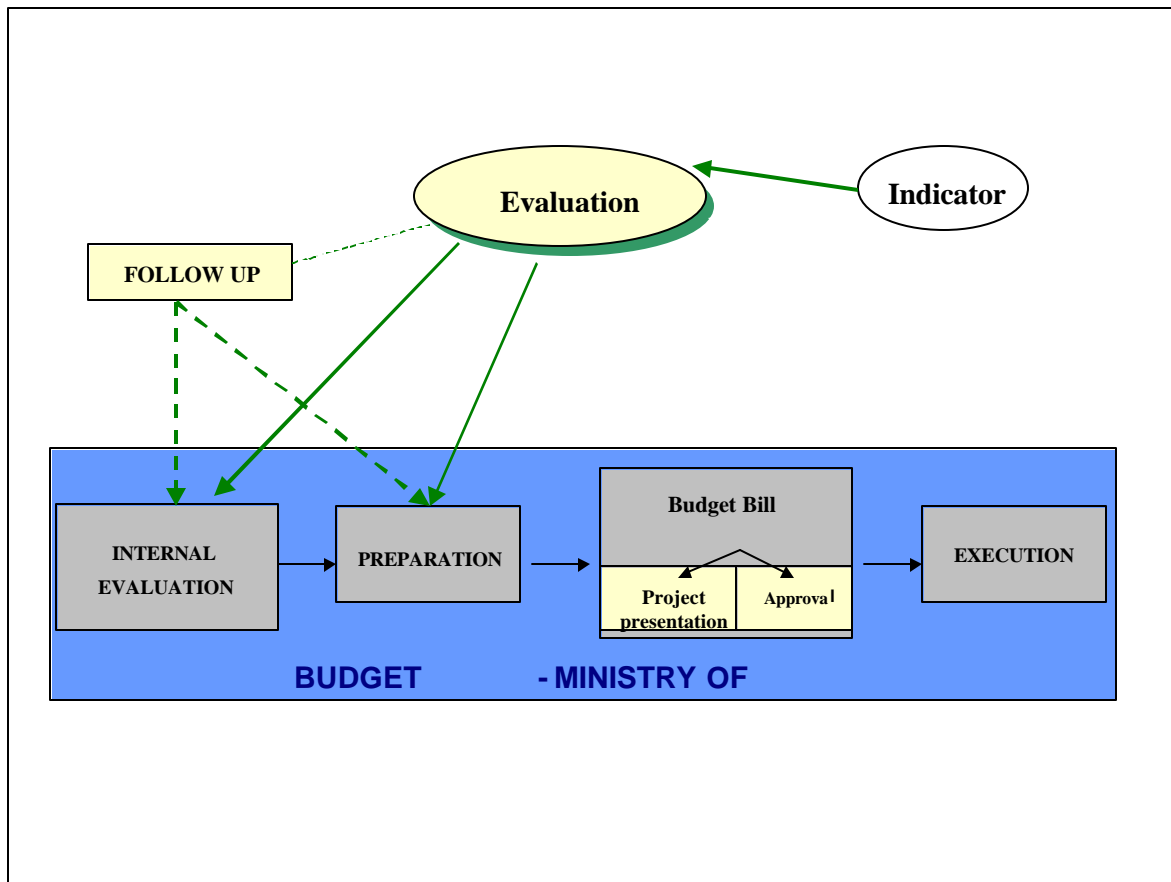 Evaluation
Indicator
FOLLOW UP
INTERNAL
EVALUATION
PREPARATION
Budget Bill
Project
presentation
Approval
EXECUTION
BUDGET - MINISTRY OF